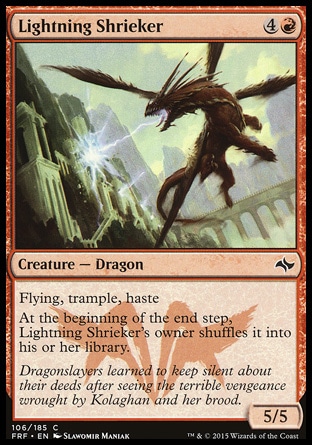 Lightning Shrieker 4
Creature — Dragon
Flying, trample, haste
At the beginning of the end step,
Lightning Shrieker's owner shuffles it into
his or her library.
Dragonslayers learned to keep silent about
their deeds after seeing the terrible vengeance
wrought by Kolaghan and her brood.
5/5
106/185 C
FRF • EN Slawomir Maniak
™ & © 2015 Wizards of the Coast